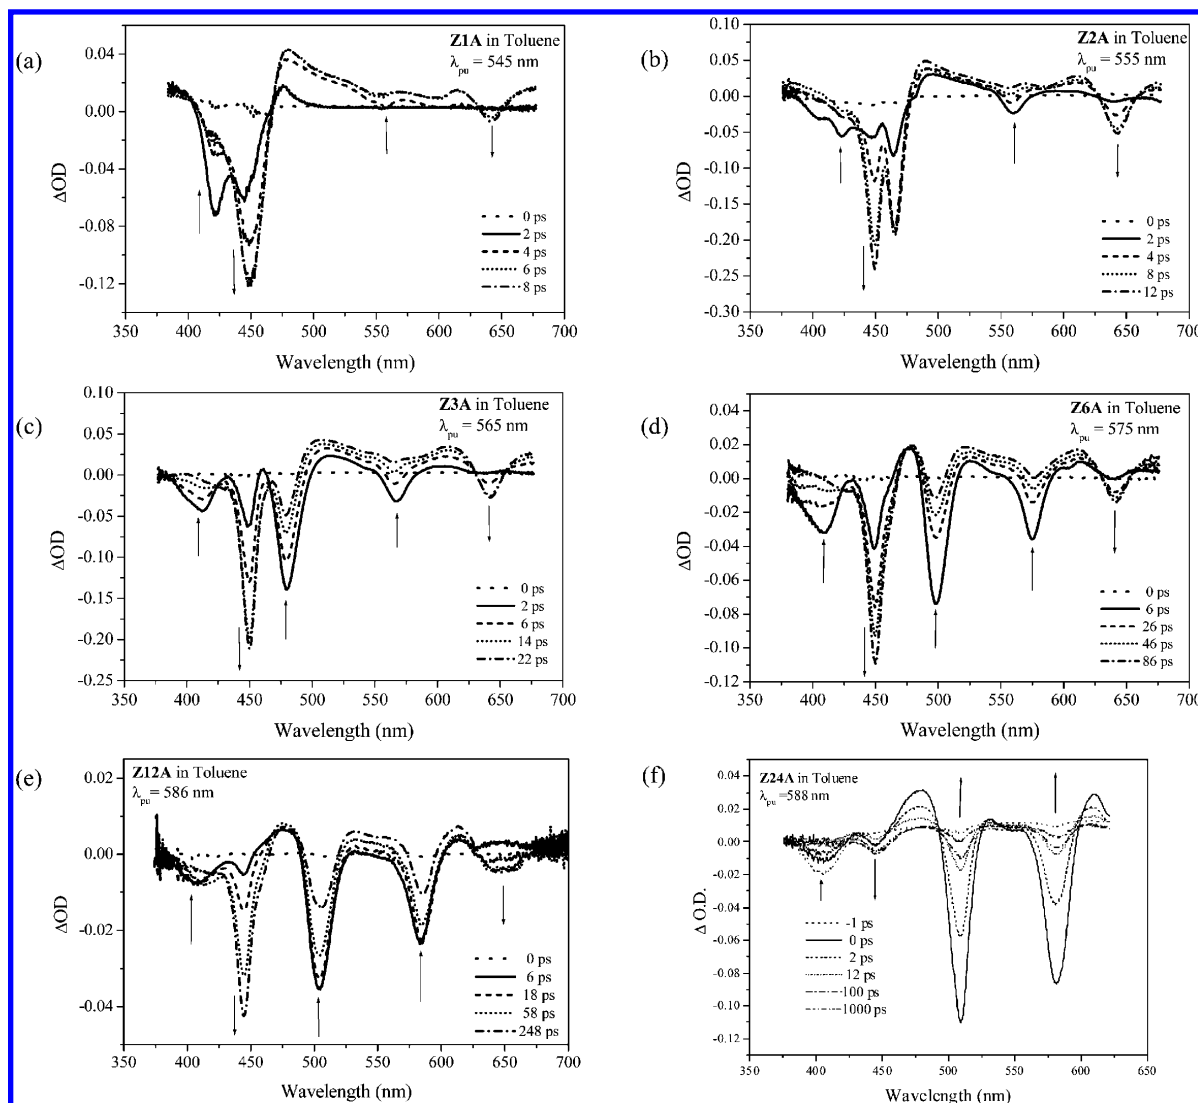 (a)
Z1A in Toluene
λpu = 545 nm
0.04
0.00
-0.04
-0.08
-0.12
ΔOD
0 ps
2 ps
4 ps
6 ps
8 ps
350 400 450 500 550 600 650 700
Wavelength (nm)
(b)
Z2A in Toluene
λpu = 555 nm
0.10
0.05
0.00
-0.05
-0.10
-0.15
-0.20
-0.25
-0.30
ΔOD
0 ps
2 ps
4 ps
8 ps
12 ps
350 400 450 500 550 600 650 700
Wavelength (nm)
(c)
Z3A in Toluene
λpu = 565 nm
0.10
0.05
0.00
-0.05
-0.10
-0.15
-0.20
-0.25
ΔOD
0 ps
2 ps
6 ps
14 ps
22 ps
350 400 450 500 550 600 650 700
Wavelength (nm)
(d)
Z6A in Toluene
λpu = 575 nm
0.04
0.02
0.00
-0.02
-0.04
-0.06
-0.08
-0.10
-0.12
ΔOD
0 ps
6 ps
26 ps
46 ps
86 ps
350 400 450 500 550 600 650 700
Wavelength (nm)
(e)
Z12A in Toluene
λpu = 586 nm
0.02
0.00
-0.02
-0.04
ΔOD
0 ps
6 ps
18 ps
58 ps
248 ps
350 400 450 500 550 600 650 700
Wavelength (nm)
(f)
Z24A in Toluene
λpu =588 nm
0.04
0.02
0.00
-0.02
-0.04
-0.06
-0.08
-0.10
-0.12
Δ O.D.
-1 ps
0 ps
2 ps
12 ps
100 ps
1000 ps
350 400 450 500 550 600 650
Wavelength (nm)